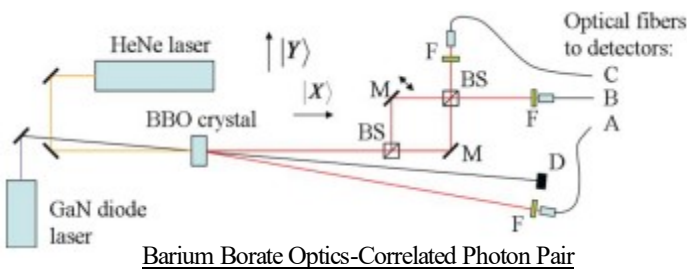 HeNe laser
|Y⟩
Optical fibers
to detectors:
F
C
|X⟩
M
BS
B
BBO crystal
BS
F
A
M
D
GaN diode
laser
F
Barium Borate Optics-Correlated Photon Pair